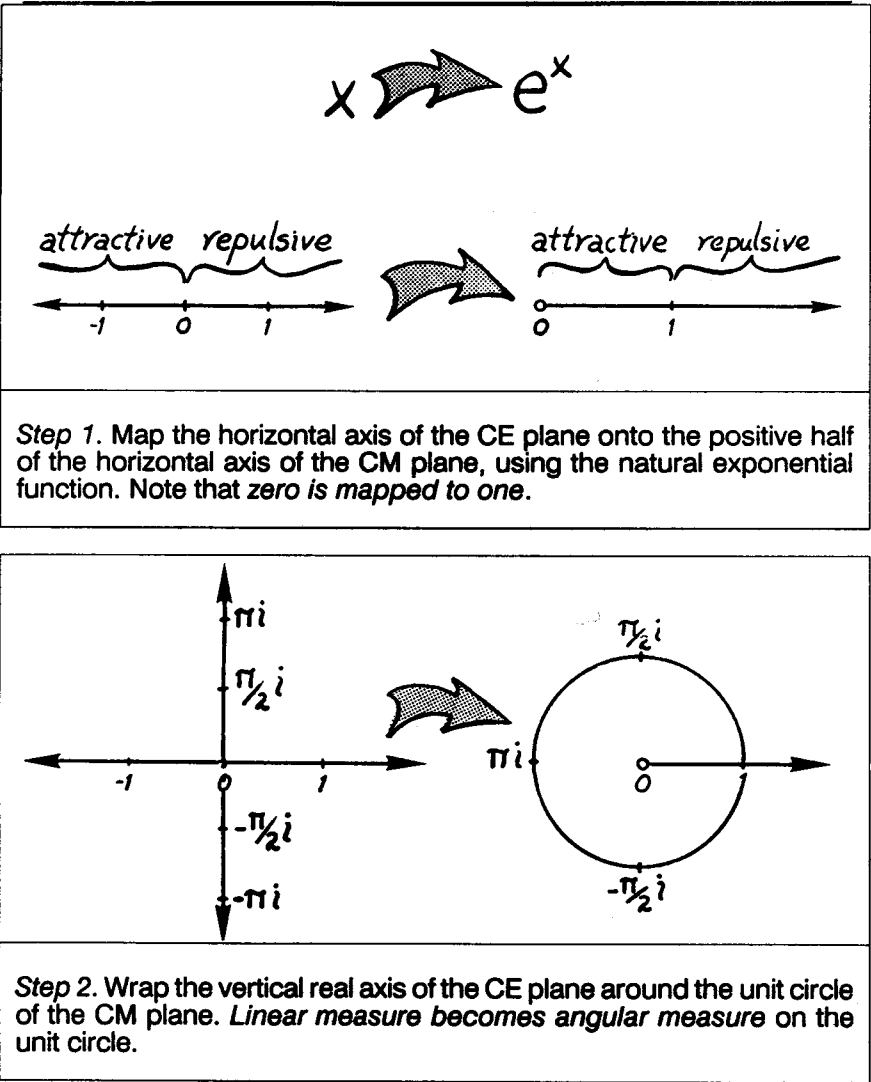 x e^x
attractive repulsive attractive repulsive
-1 0 1 0 1
Step 1. Map the horizontal axis of the CE plane onto the positive half
of the horizontal axis of the CM plane, using the natural exponential
function. Note that zero is mapped to one.
πi
π/2 i π/2 i
-1 0 1 πi 0 1
-π/2 i -π/2 i
-πi
Step 2. Wrap the vertical real axis of the CE plane around the unit circle
of the CM plane. Linear measure becomes angular measure on the
unit circle.